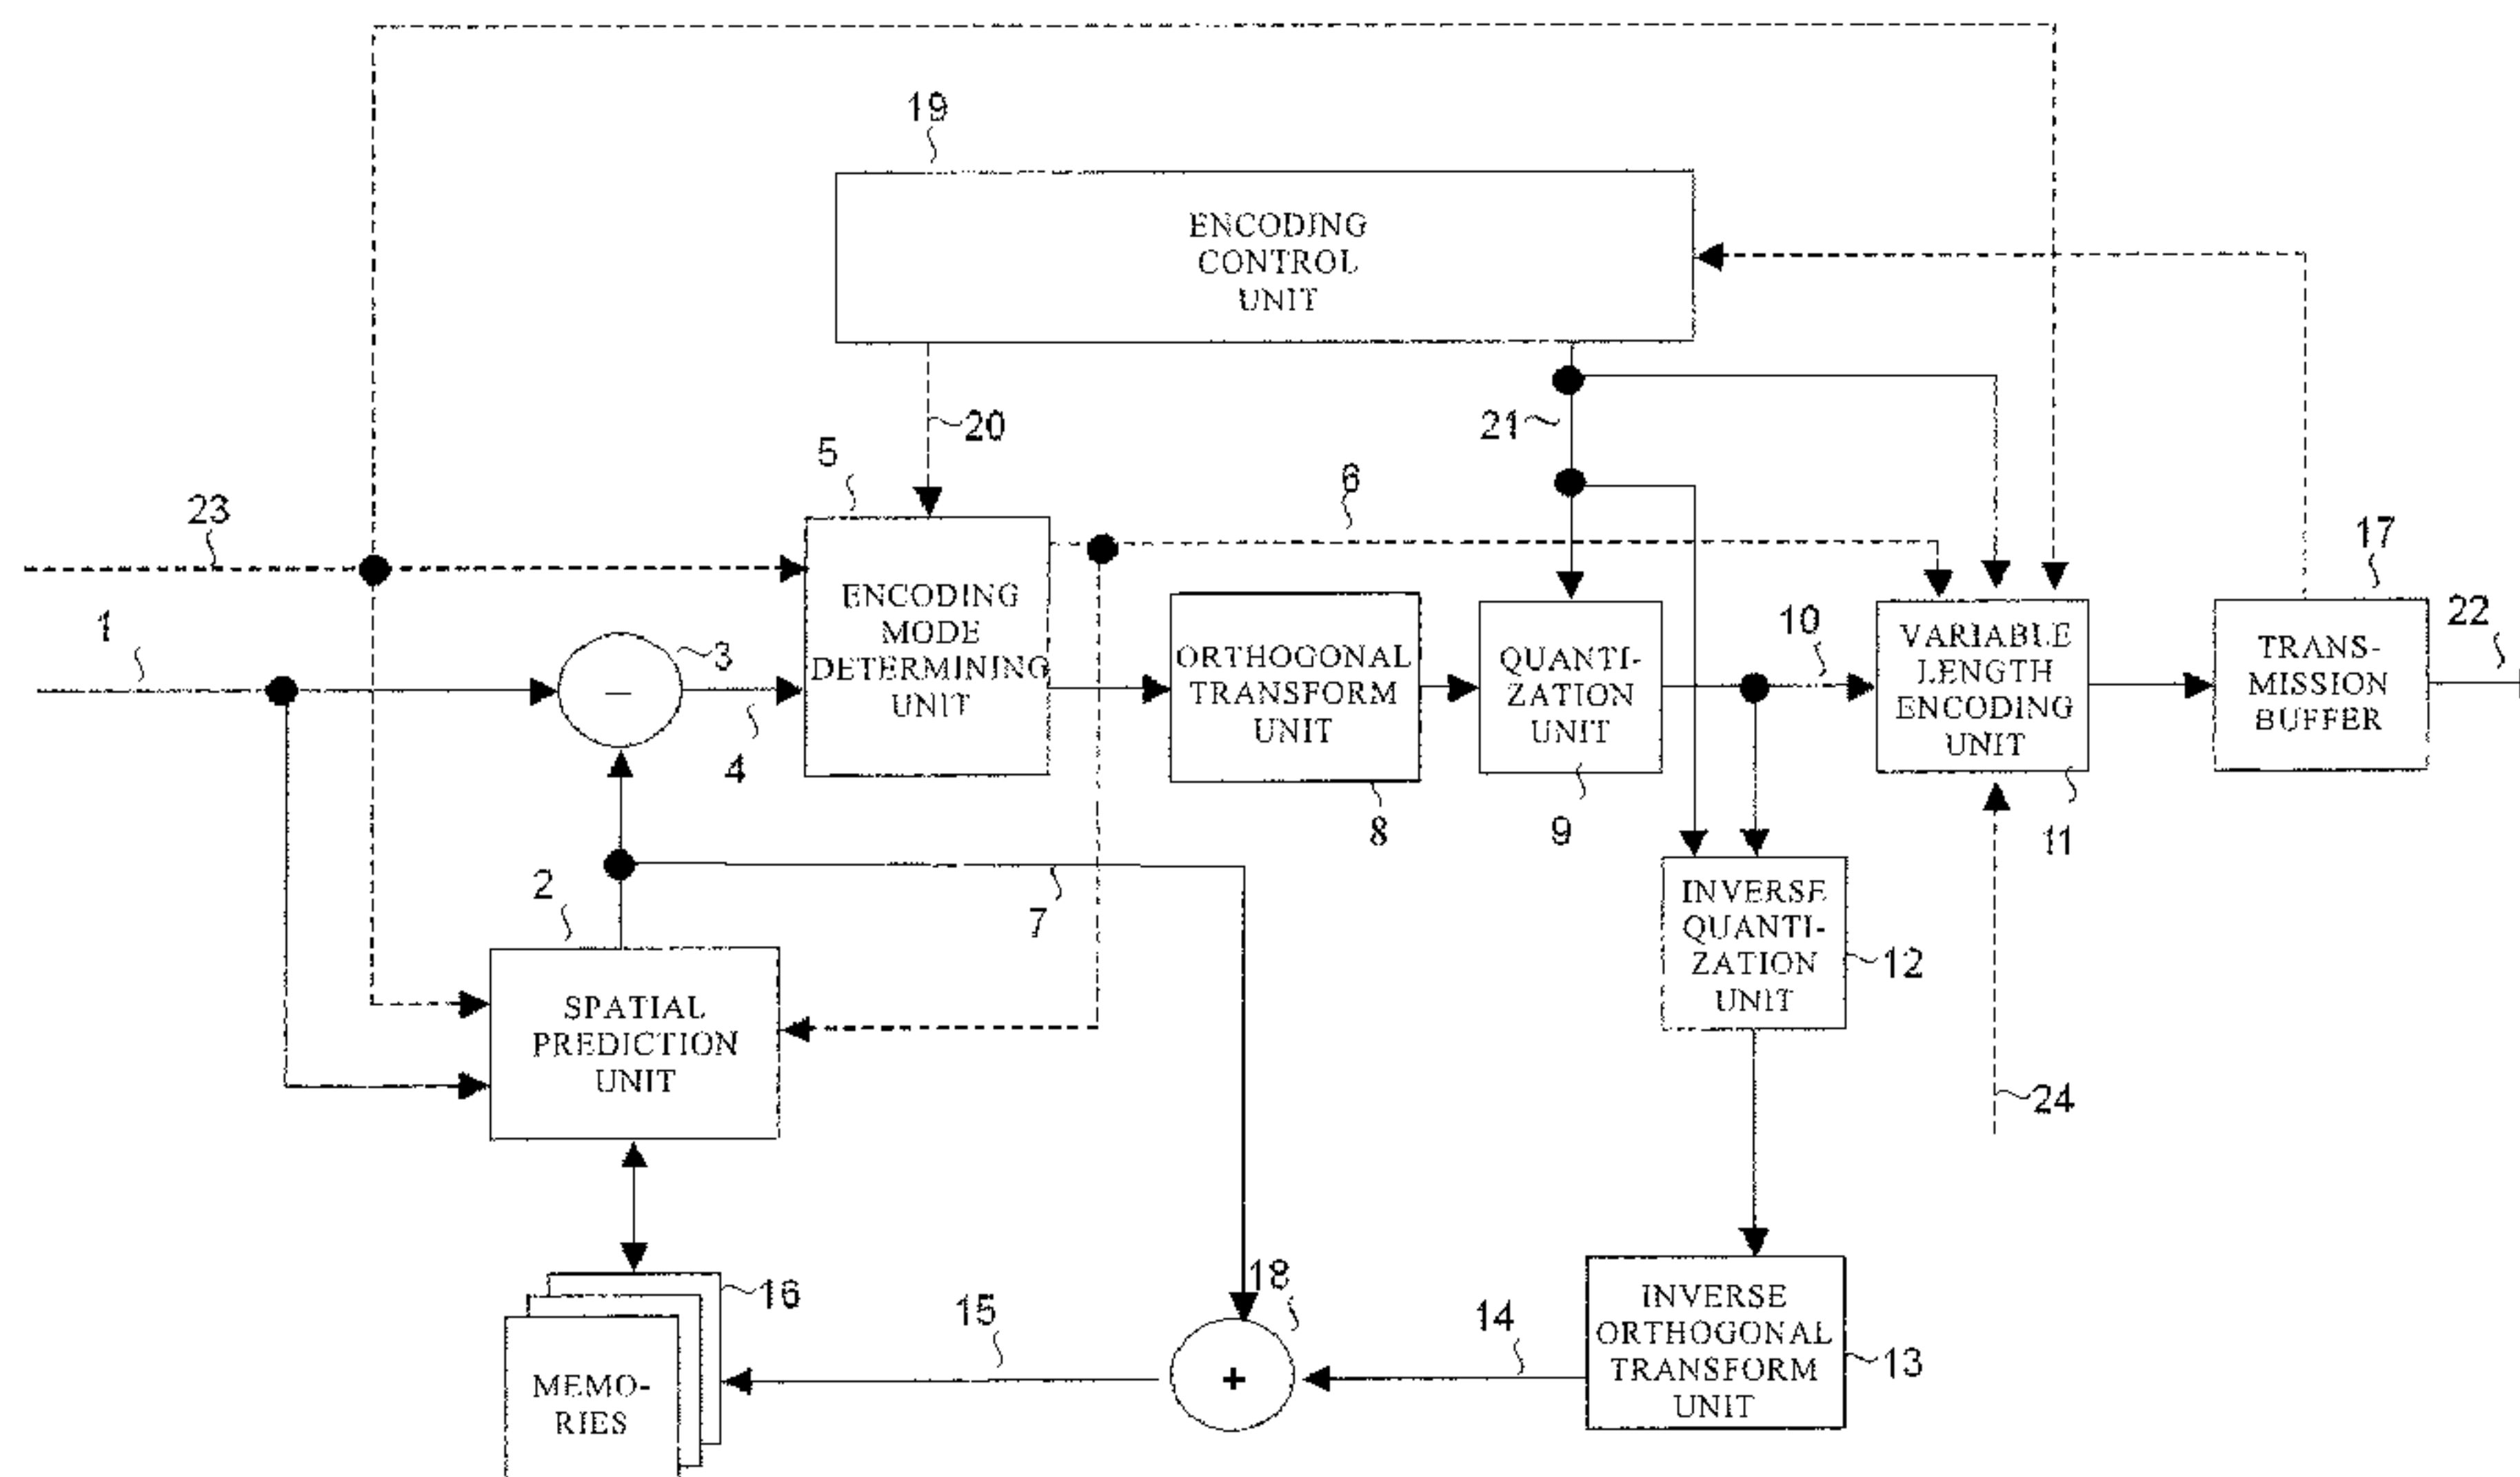 19
ENCODING
CONTROL
UNIT
20
21
5
6
23
17
1
3
ENCODING
MODE
DETERMINING
UNIT
ORTHOGONAL
TRANSFORM
UNIT
QUANTI-
ZATION
UNIT
10
VARIABLE
LENGTH
ENCODING
UNIT
TRANS-
MISSION
BUFFER
22
4
8
9
11
2
7
INVERSE
QUANTI-
ZATION
UNIT
12
SPATIAL
PREDICTION
UNIT
24
16
15
18
14
INVERSE
ORTHOGONAL
TRANSFORM
UNIT
13
MEMO-
RIES
−
+